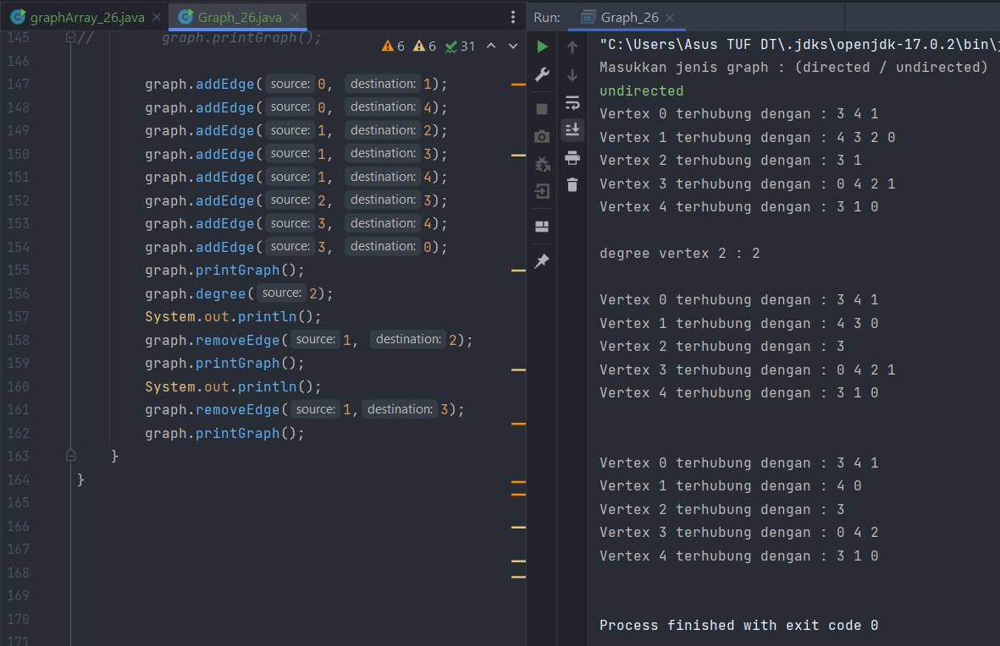 graphArray_26.java
Graph_26.java
Run:
Graph_26
6 6 31
145 // graph.printGraph();
146
147 graph.addEdge( source: 0, destination: 1);
148 graph.addEdge( source: 0, destination: 4);
149 graph.addEdge( source: 1, destination: 2);
150 graph.addEdge( source: 1, destination: 3);
151 graph.addEdge( source: 1, destination: 4);
152 graph.addEdge( source: 2, destination: 3);
153 graph.addEdge( source: 3, destination: 4);
154 graph.addEdge( source: 3, destination: 0);
155 graph.printGraph();
156 graph.degree( source: 2);
157 System.out.println();
158 graph.removeEdge( source: 1, destination: 2);
159 graph.printGraph();
160 System.out.println();
161 graph.removeEdge( source: 1, destination: 3);
162 graph.printGraph();
163 }
164 }
165
166
167
168
169
170
171
"C:\Users\Asus TUF DT\.jdks\openjdk-17.0.2\bin\
Masukkan jenis graph : (directed / undirected)
undirected
Vertex 0 terhubung dengan : 3 4 1
Vertex 1 terhubung dengan : 4 3 2 0
Vertex 2 terhubung dengan : 3 1
Vertex 3 terhubung dengan : 0 4 2 1
Vertex 4 terhubung dengan : 3 1 0
degree vertex 2 : 2
Vertex 0 terhubung dengan : 3 4 1
Vertex 1 terhubung dengan : 4 3 0
Vertex 2 terhubung dengan : 3
Vertex 3 terhubung dengan : 0 4 2 1
Vertex 4 terhubung dengan : 3 1 0
Vertex 0 terhubung dengan : 3 4 1
Vertex 1 terhubung dengan : 4 0
Vertex 2 terhubung dengan : 3
Vertex 3 terhubung dengan : 0 4 2
Vertex 4 terhubung dengan : 3 1 0
Process finished with exit code 0